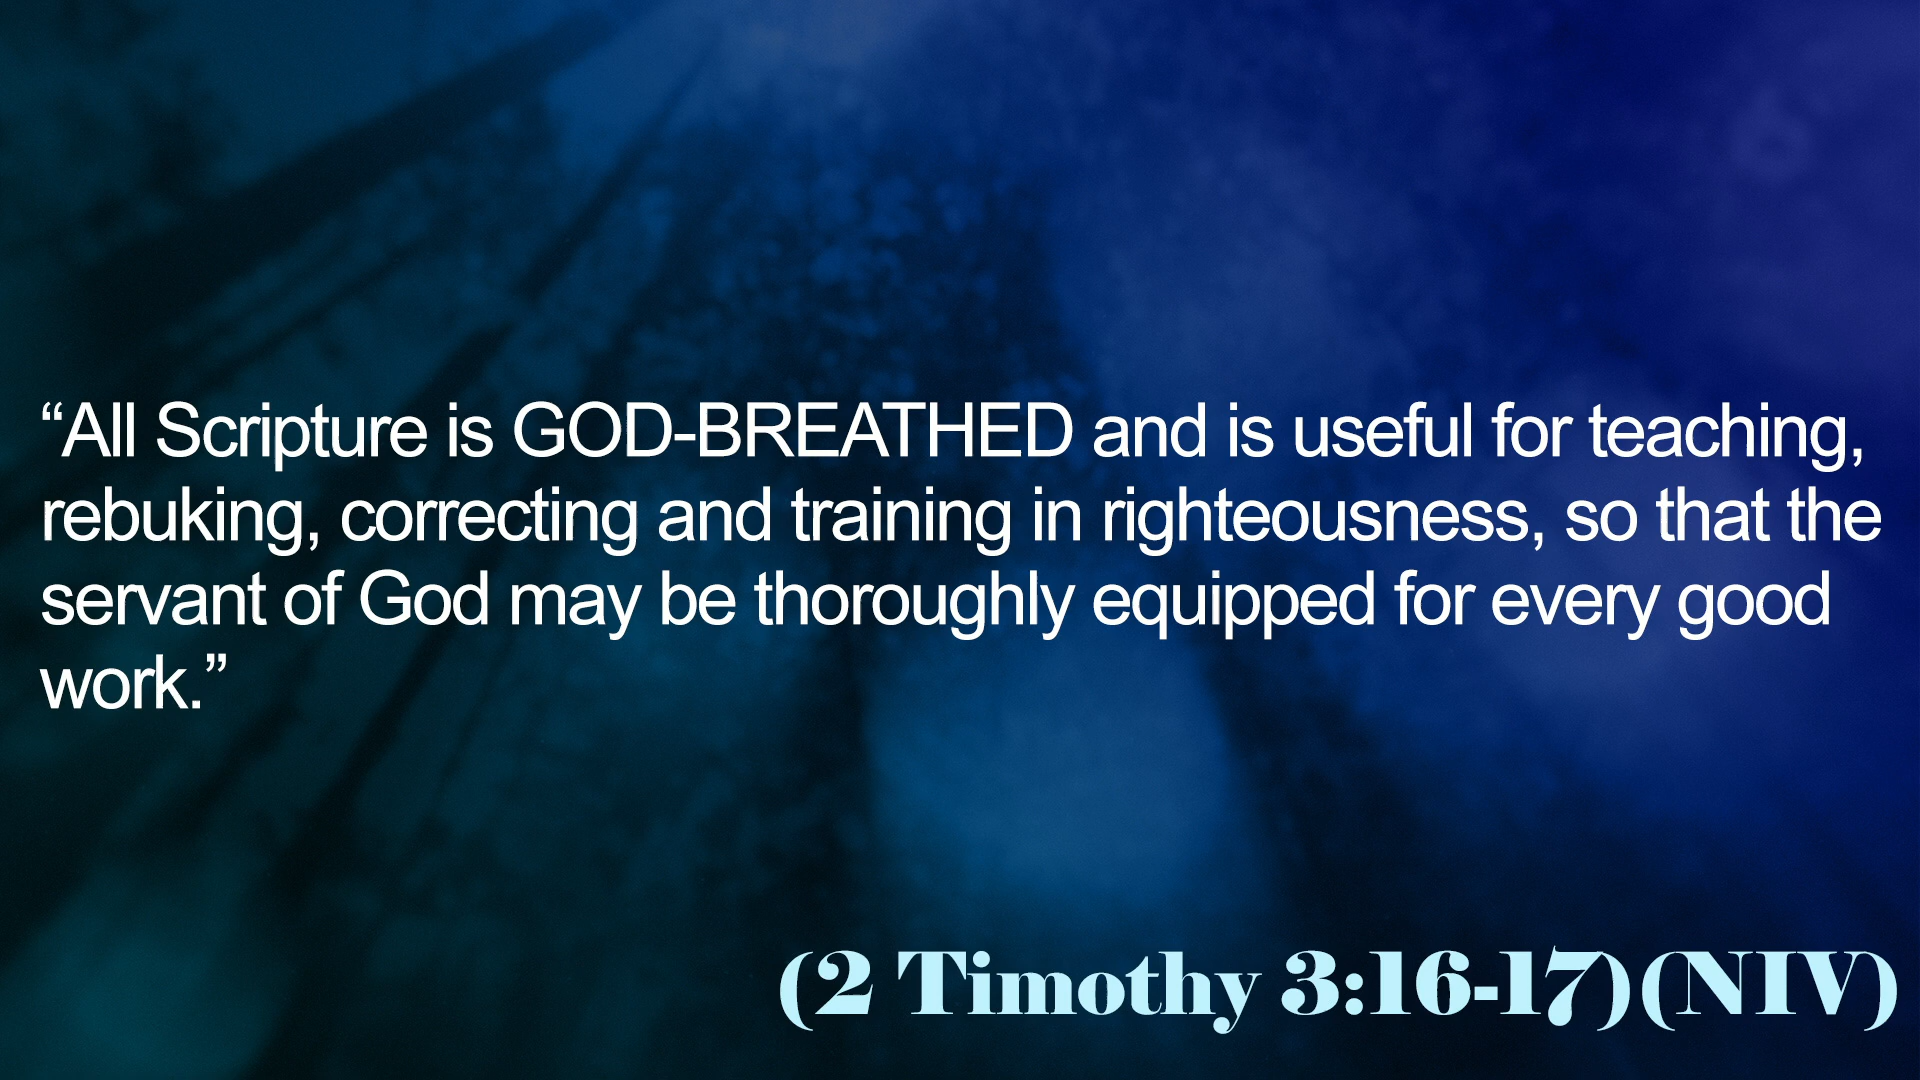 “All Scripture is GOD-BREATHED and is useful for teaching,
rebuking, correcting and training in righteousness, so that the
servant of God may be thoroughly equipped for every good
work.”
(2 Timothy 3:16-17)(NIV)